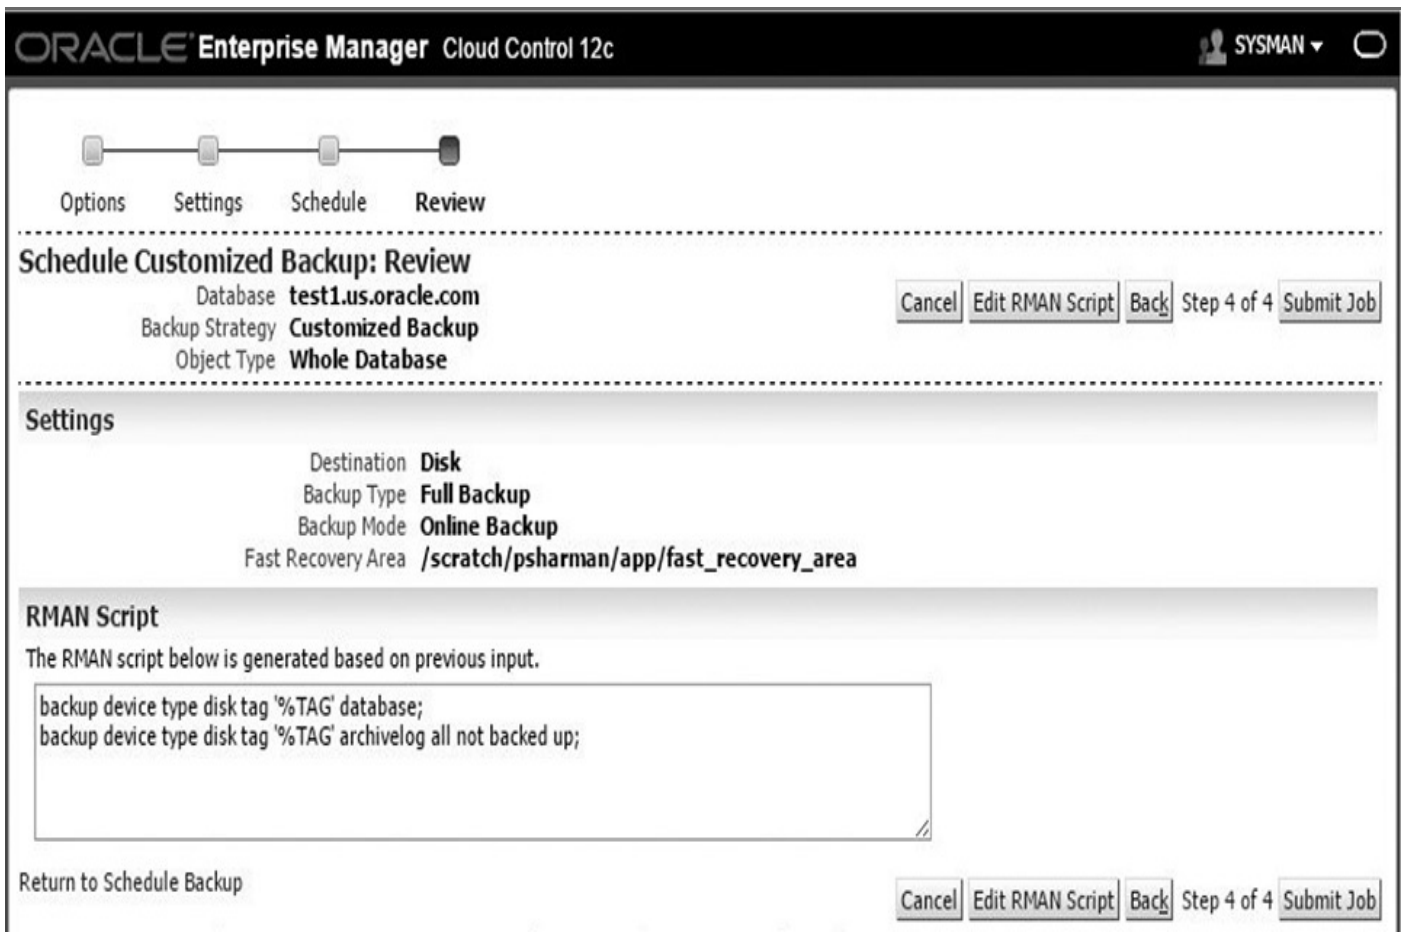 ORACLE Enterprise Manager Cloud Control 12c SYSMAN
Options Settings Schedule Review
Schedule Customized Backup: Review
Database test1.us.oracle.com
Cancel Edit RMAN Script Back Step 4 of 4 Submit Job
Backup Strategy Customized Backup
Object Type Whole Database
Settings
Destination Disk
Backup Type Full Backup
Backup Mode Online Backup
Fast Recovery Area /scratch/psharman/app/fast_recovery_area
RMAN Script
The RMAN script below is generated based on previous input.
backup device type disk tag '%TAG' database;
backup device type disk tag '%TAG' archivelog all not backed up;
Return to Schedule Backup
Cancel Edit RMAN Script Back Step 4 of 4 Submit Job